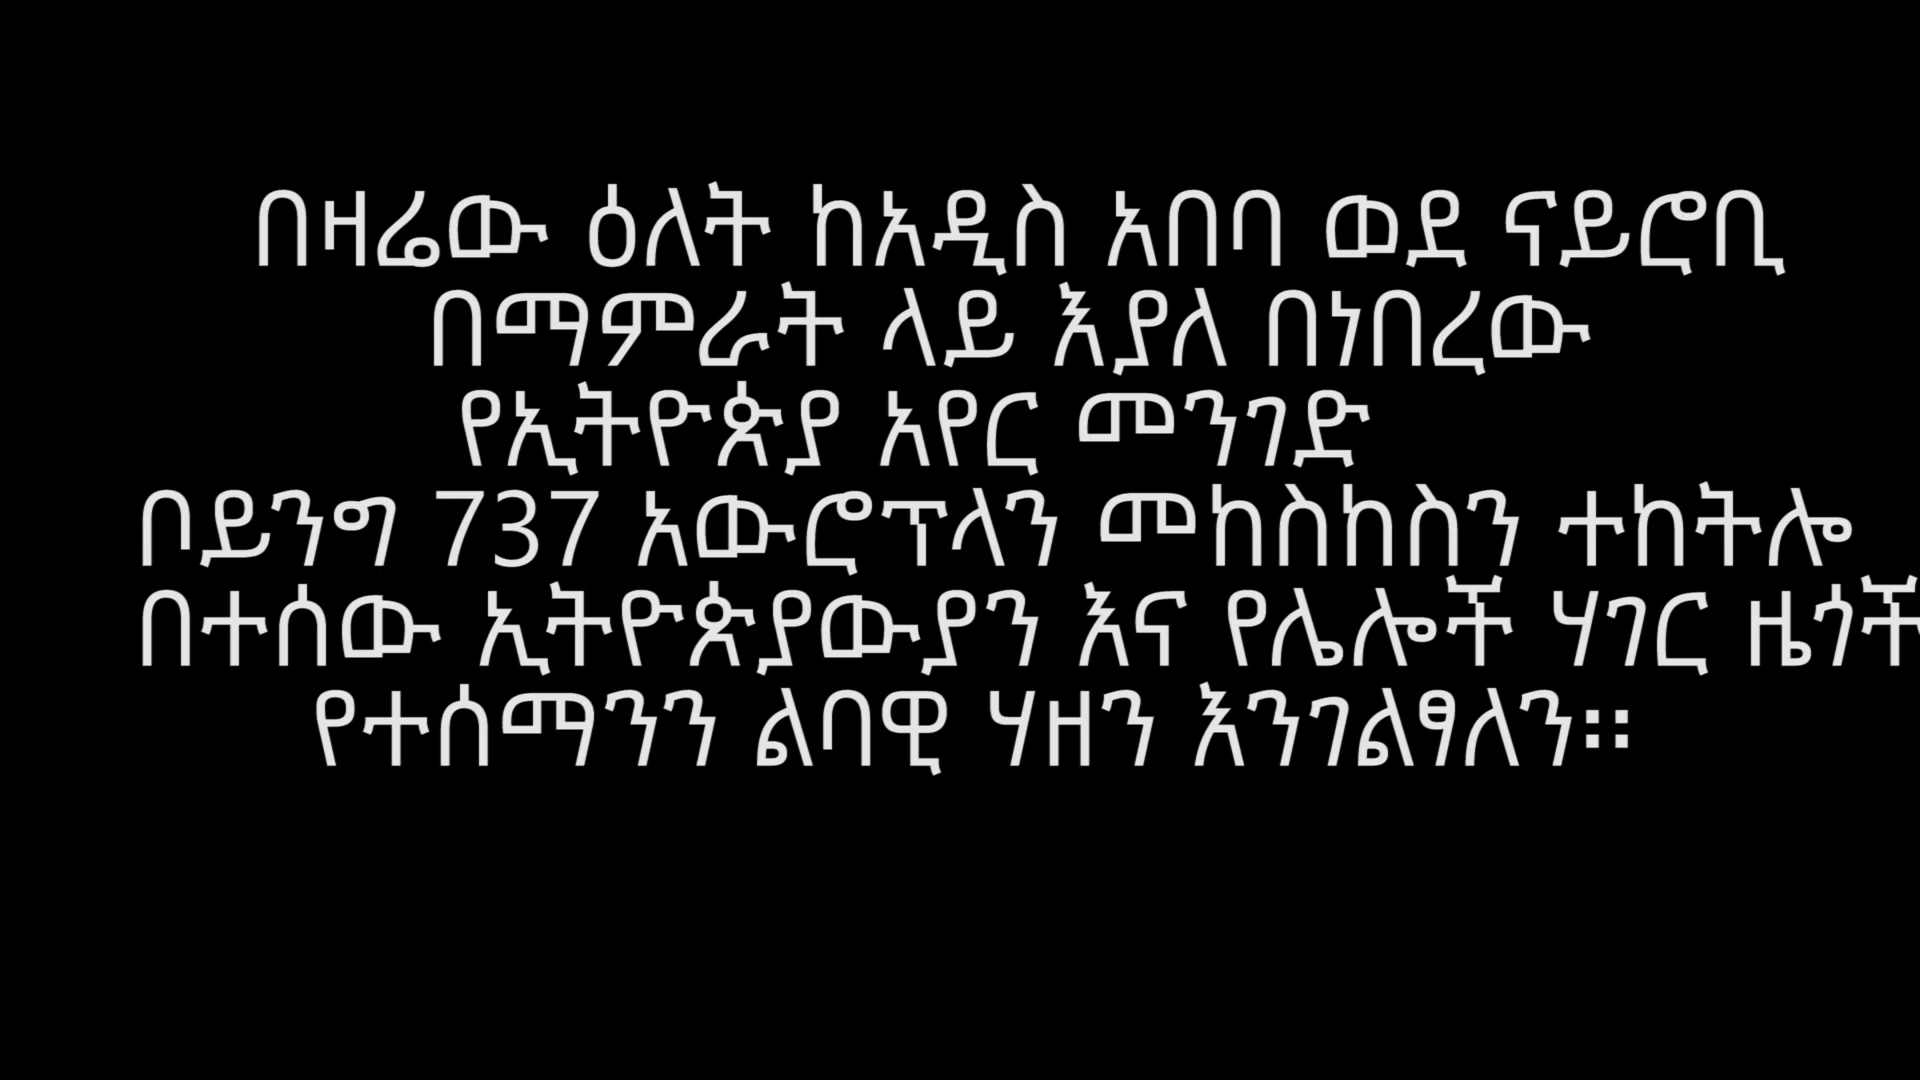 በዛሬው ዕለት ከአዲስ አበባ ወደ ናይሮቢ
በማምራት ላይ እያለ በነበረው
የኢትዮጵያ አየር መንገድ
ቦይንግ 737 አውሮፕላን መከስከስን ተከትሎ
በተሰው ኢትዮጵያውያን እና የሌሎች ሃገር ዜጎች
የተሰማንን ልባዊ ሃዘን እንገልፃለን፡፡